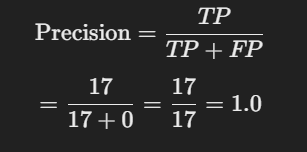 Precision = TP / (TP + FP)
= 17 / (17 + 0) = 17 / 17 = 1.0